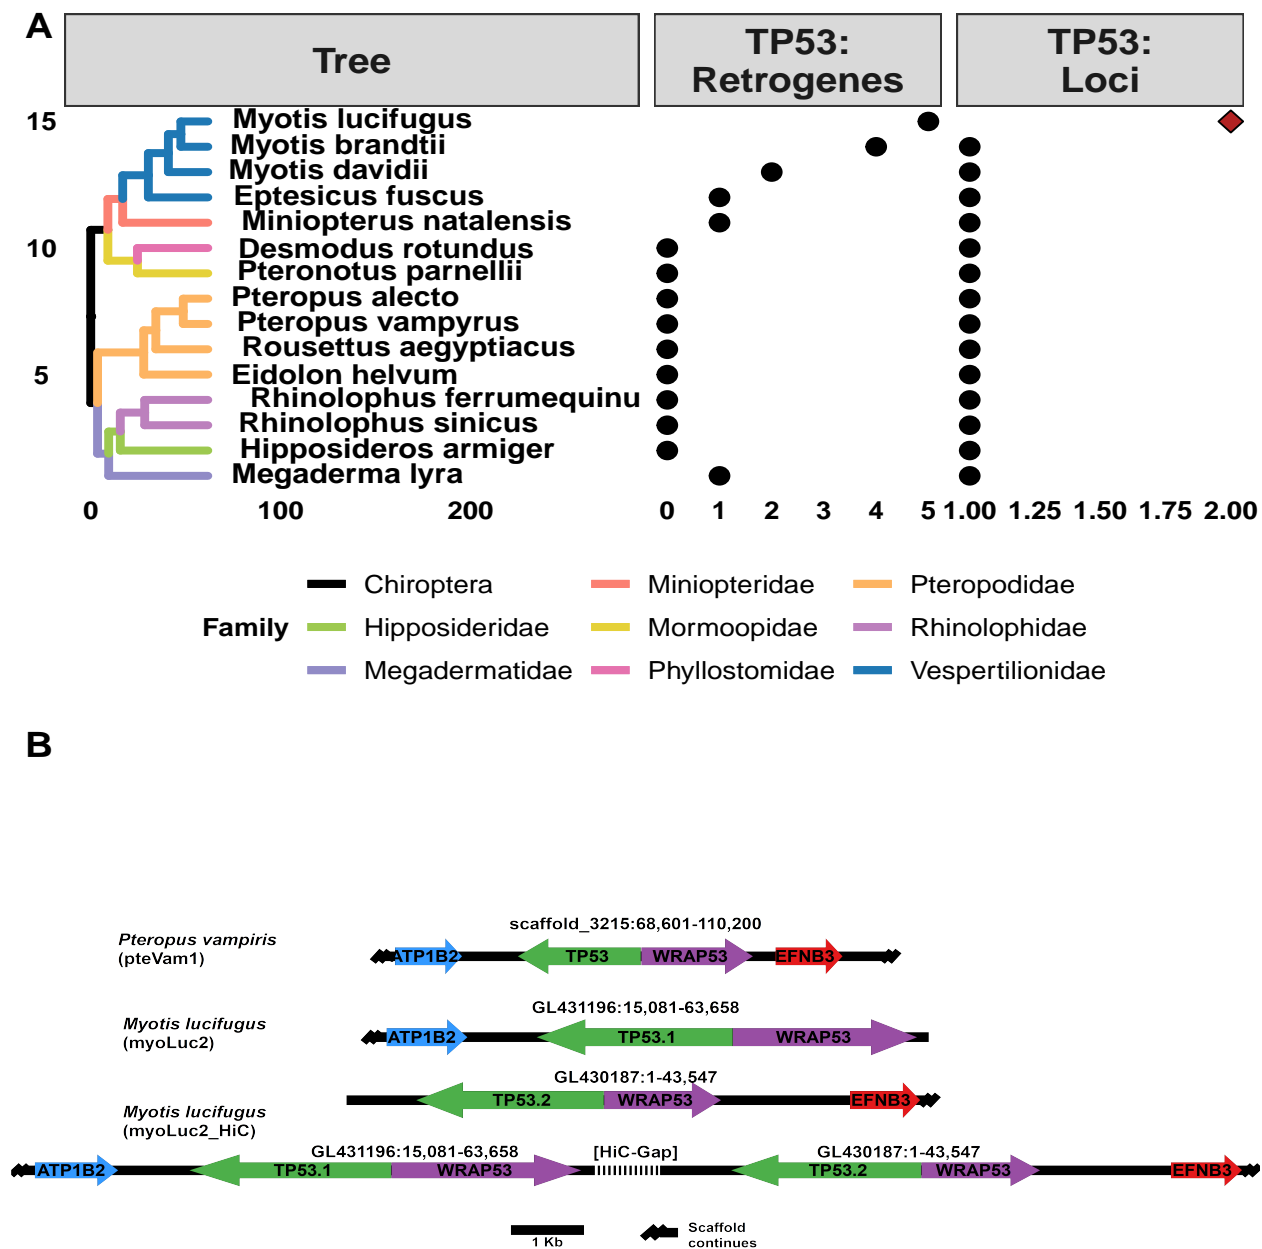 A
Tree
TP53:
Retrogenes
TP53:
Loci
15
10
5
Myotis lucifugus
Myotis brandtii
Myotis davidii
Eptesicus fuscus
Miniopterus natalensis
Desmodus rotundus
Pteronotus parnellii
Pteropus alecto
Pteropus vampyrus
Rousettus aegyptiacus
Eidolon helvum
Rhinolophus ferrumequinu
Rhinolophus sinicus
Hipposideros armiger
Megaderma lyra
0 100 200
0 1 2 3 4 5
1.00 1.25 1.50 1.75 2.00
Family
Chiroptera Miniopteridae Pteropodidae
Hipposideridae Mormoopidae Rhinolophidae
Megadermatidae Phyllostomidae Vespertilionidae
B
Pteropus vampiris
(pteVam1)
scaffold_3215:68,601-110,200
ATP1B2 TP53 WRAP53 EFNB3
Myotis lucifugus
(myoLuc2)
GL431196:15,081-63,658
ATP1B2 TP53.1 WRAP53
GL430187:1-43,547
TP53.2 WRAP53 EFNB3
Myotis lucifugus
(myoLuc2_HiC)
GL431196:15,081-63,658 [HiC-Gap] GL430187:1-43,547
ATP1B2 TP53.1 WRAP53 TP53.2 WRAP53 EFNB3
1 Kb
Scaffold
continues